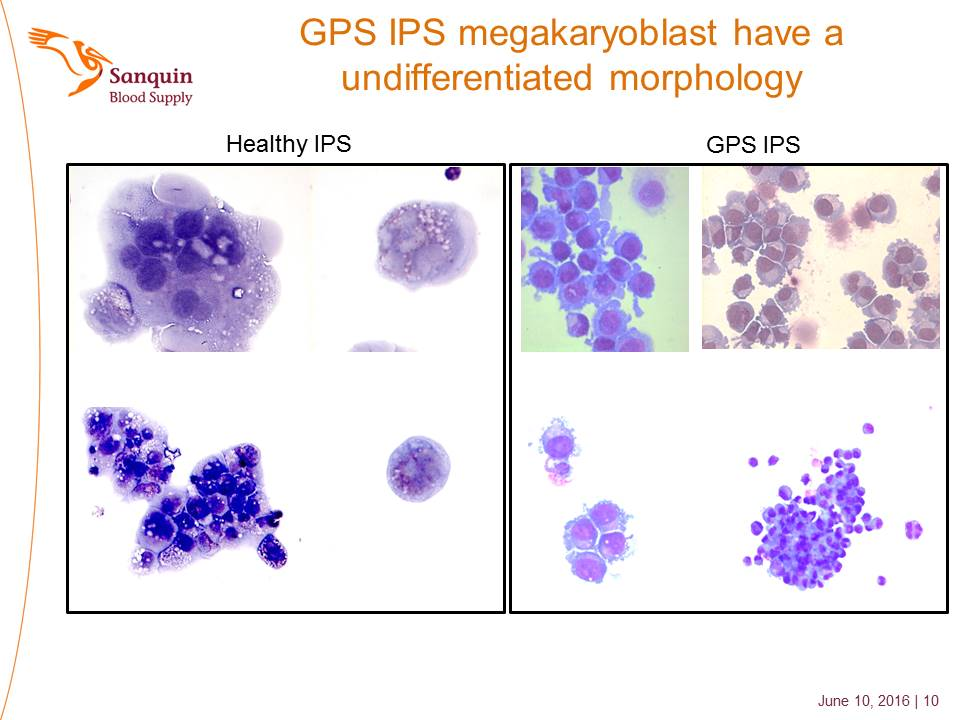 GPS IPS megakaryoblast have a
undifferentiated morphology
Sanquin
Blood Supply
Healthy IPS
GPS IPS
June 10, 2016 | 10